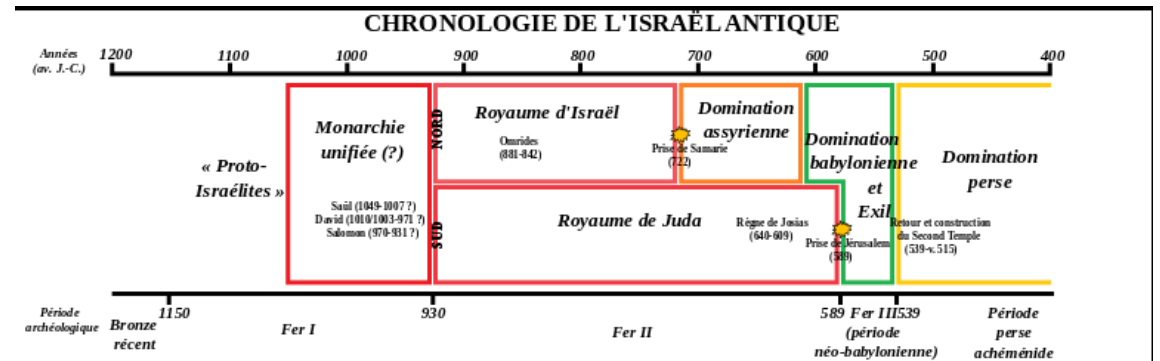 CHRONOLOGIE DE L'ISRAËL ANTIQUE
Années
(av. J.-C.)
1200 1100 1000 900 800 700 600 500 400
« Proto-
Israélites »
Monarchie
unifiée (?)
Saül (1049-1007 ?)
David (1010/1003-971 ?)
Salomon (970-931 ?)
NORD
Royaume d'Israël
Omrides
(881-842)
Prise de Samarie
(722)
Domination
assyrienne
SUD
Royaume de Juda
Règne de Josias
(640-609)
Prise de Jérusalem
(589)
Domination
babylonienne
et
Exil
Domination
perse
Retour et construction
du Second Temple
(539-v. 515)
Période
archéologique
Bronze
récent
1150
Fer I
930
Fer II
589 Fer III 539
(période
néo-babylonienne)
Période
perse
achéménide